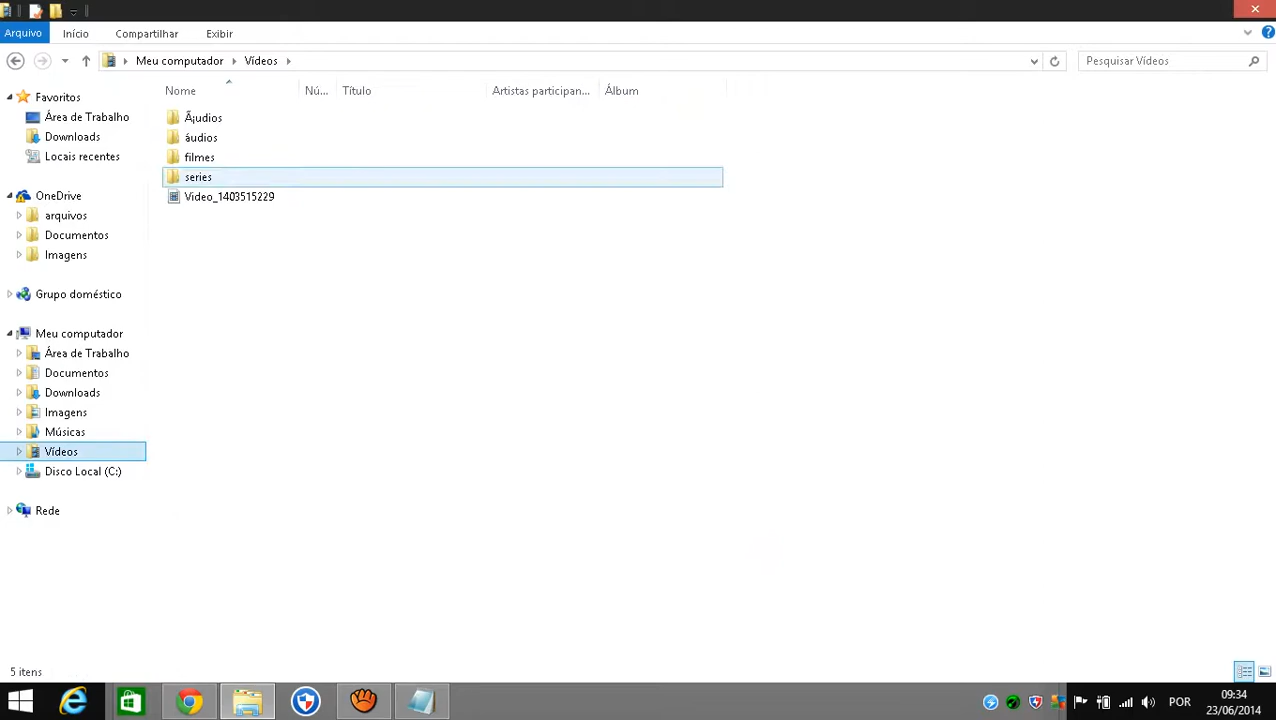 Arquivo Início Compartilhar Exibir
Meu computador Vídeos Pesquisar Vídeos
Nome Nú... Título Artistas participan... Álbum
Favoritos
Área de Trabalho
Downloads
Locais recentes
OneDrive
arquivos
Documentos
Imagens
Grupo doméstico
Meu computador
Área de Trabalho
Documentos
Downloads
Imagens
Músicas
Vídeos
Disco Local (C:)
Rede
Ã¡udios
áudios
filmes
series
Video_1403515229
5 itens
POR
09:34
23/06/2014